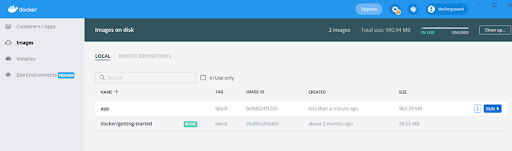 docker
Upgrade
dockerpawani
Containers / Apps
Images
Volumes
Dev Environments PREVIEW
Images on disk
2 images Total size: 990.94 MB
IN USE UNUSED
Clean up...
LOCAL REMOTE REPOSITORIES
Search
In Use only
NAME TAG IMAGE ID CREATED SIZE
app latest less than a minute ago 962.39 MB RUN
docker/getting-started IN USE latest 26d80cd96d69 about 2 months ago 28.55 MB